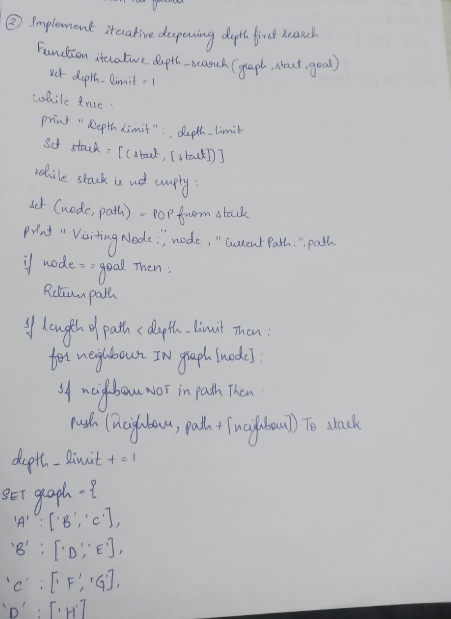 ② Implement iterative deepening depth first search:
Function iterative depth-search (graph, start, goal):
set depth-limit = 1
while true:
print "Depth Limit":, depth-limit
Set stack = [(start, [start])]
while stack is not empty:
set (node, path) = POP from stack
print "Visiting Node:", node, "Current Path:", path
if node == goal Then:
Return path
If length of path < depth-limit Then:
for neighbour IN graph [node]:
If neighbour NOT in path Then:
push (neighbour, path + [neighbour]) To stack
depth-limit += 1
SET graph = {
'A' : ['B', 'C'],
'B' : ['D', 'E'],
'C' : ['F', 'G'],
'D' : ['H']